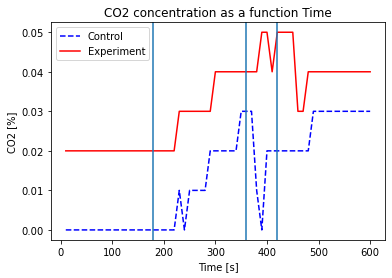 CO2 concentration as a function Time
Control
Experiment
CO2 [%]
0.05
0.04
0.03
0.02
0.01
0.00
0
100
200
300
400
500
600
Time [s]